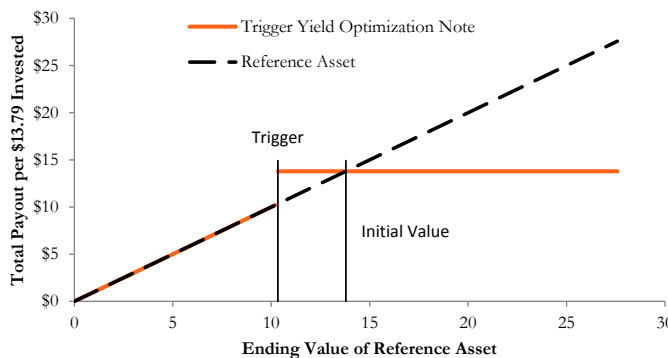 $30
$25
$20
$15
$10
$5
$0
Total Payout per $13.79 Invested
Trigger Yield Optimization Note
Reference Asset
Trigger
Initial Value
0 5 10 15 20 25 30
Ending Value of Reference Asset